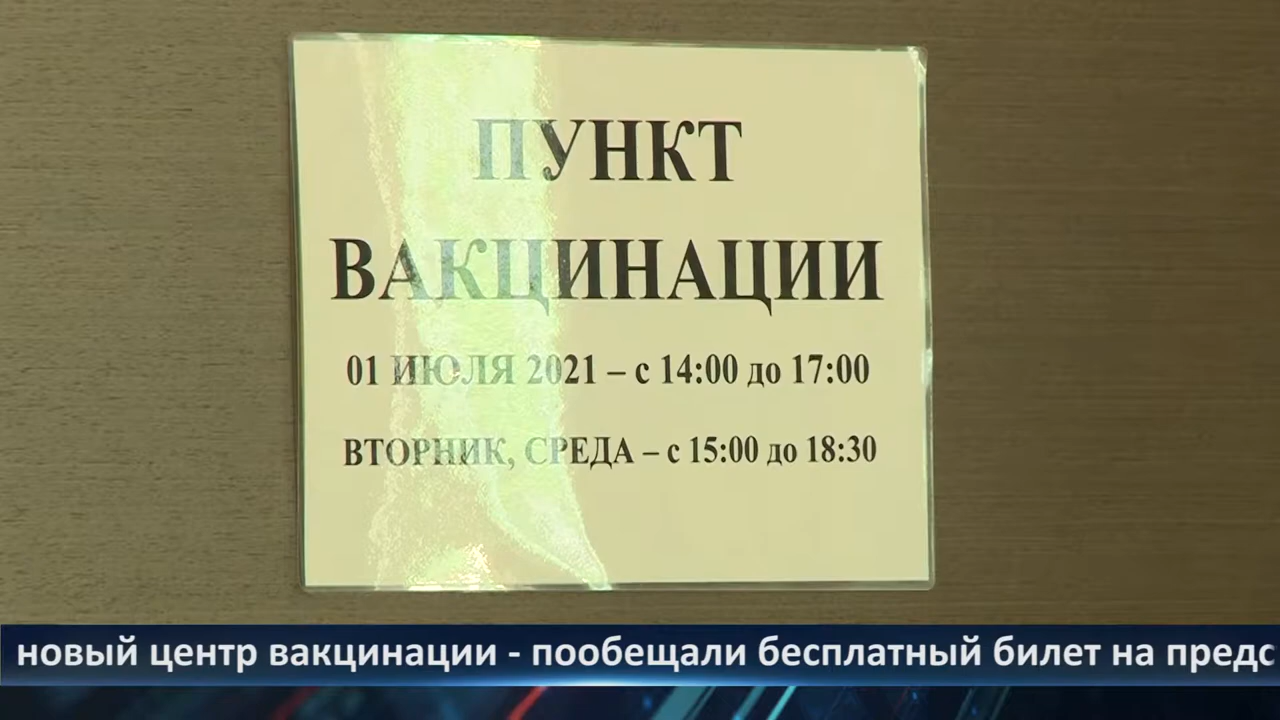 ПУНКТ
ВАКЦИНАЦИИ
01 ИЮЛЯ 2021 – с 14:00 до 17:00
ВТОРНИК, СРЕДА – с 15:00 до 18:30
новый центр вакцинации - пообещали бесплатный билет на предс